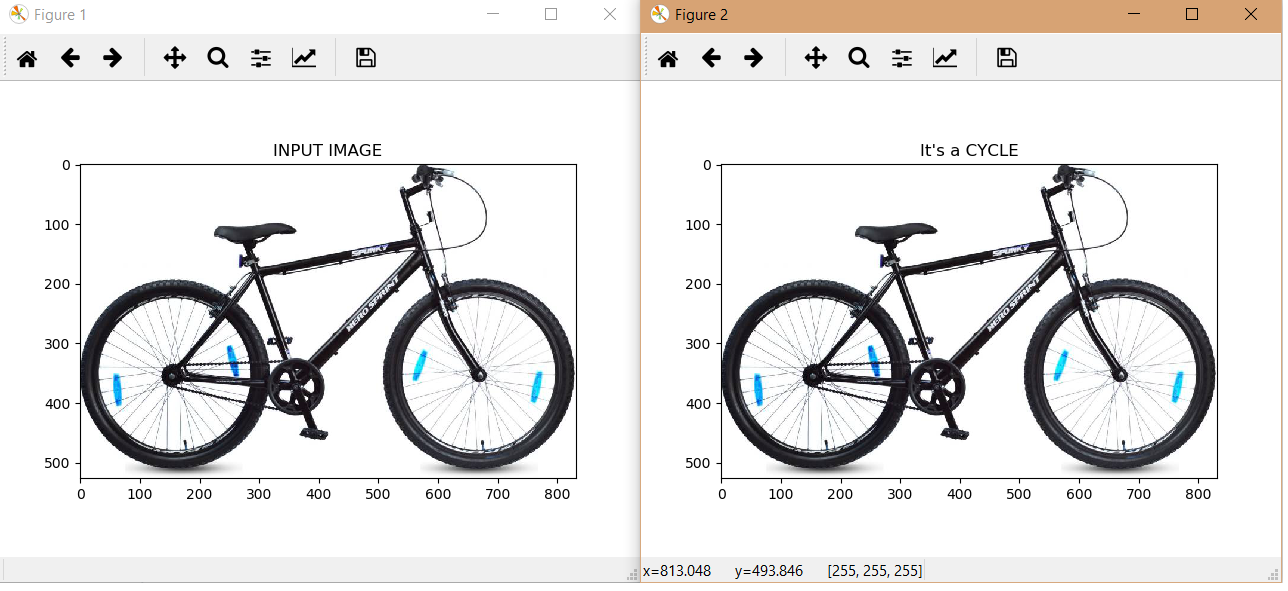 Figure 1
INPUT IMAGE
0
100
200
300
400
500
0 100 200 300 400 500 600 700 800
SPUNKY
HERO SPRINT
Figure 2
It's a CYCLE
0
100
200
300
400
500
0 100 200 300 400 500 600 700 800
SPUNKY
HERO SPRINT
x=813.048 y=493.846 [255, 255, 255]